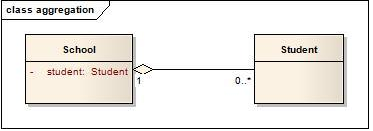 class aggregation
School
- student: Student
1
0..*
Student